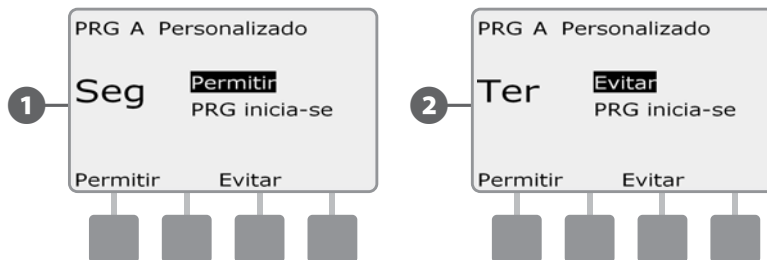 PRG A Personalizado
1
Seg
Permitir
PRG inicia-se
Permitir Evitar
PRG A Personalizado
2
Ter
Evitar
PRG inicia-se
Permitir Evitar